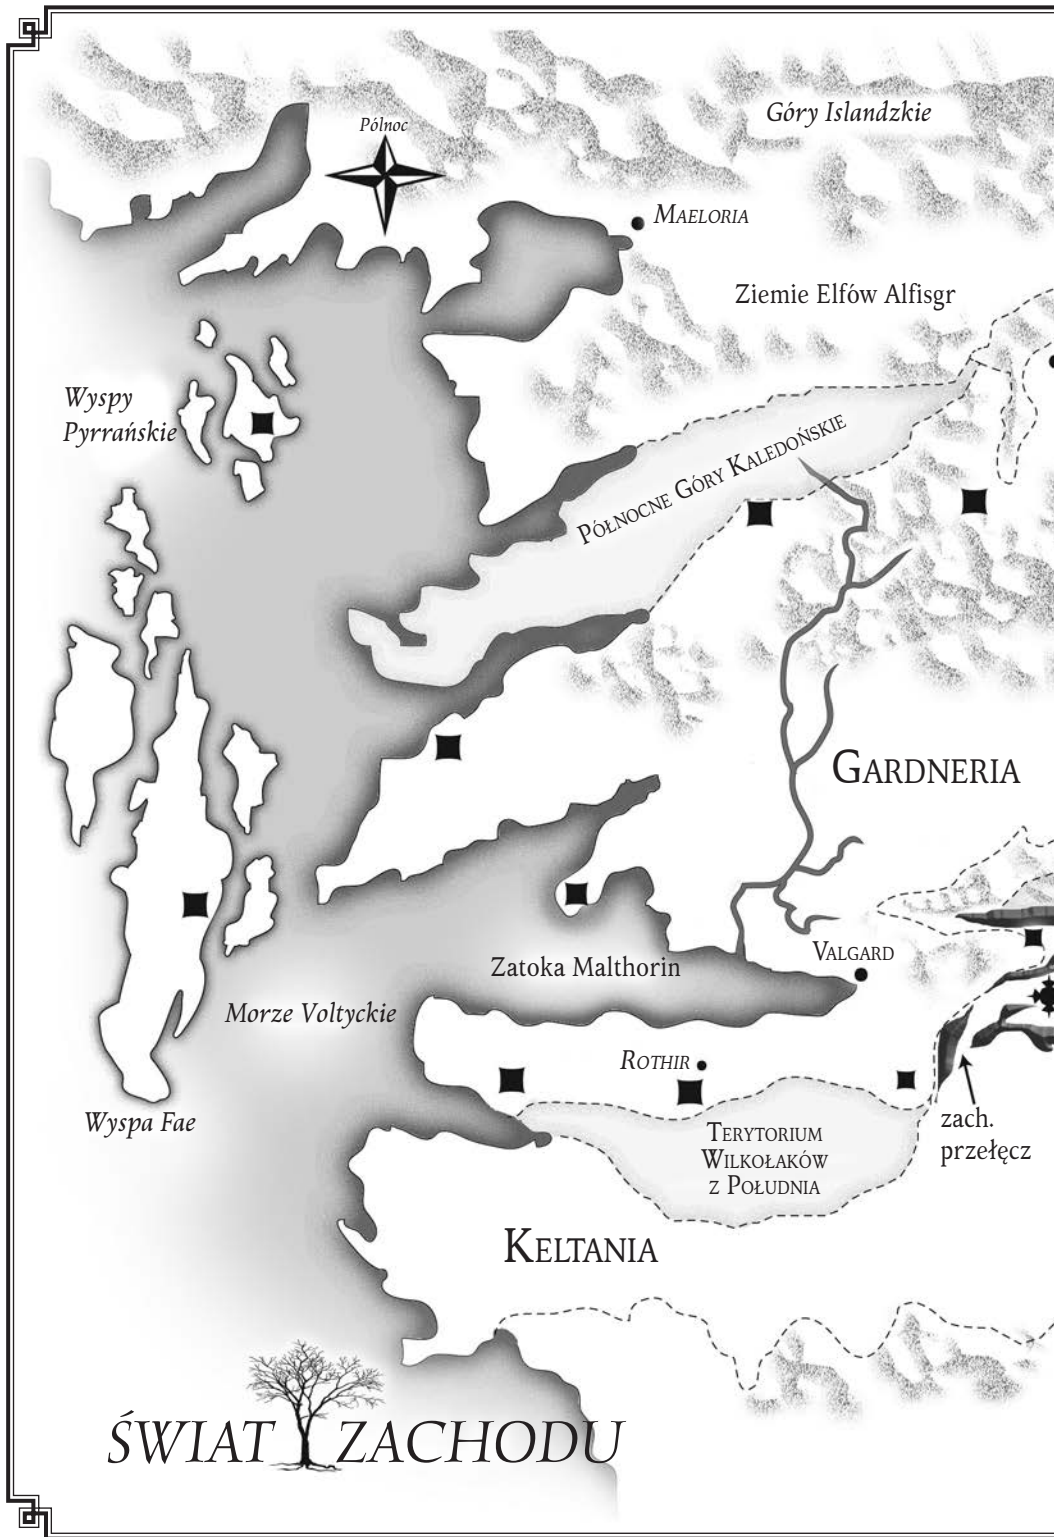 Północ
Góry Islandzkie
MAELORIA
Ziemie Elfów Alfisgr
Wyspy
Pyrrańskie
PÓŁNOCNE GÓRY KALEDOŃSKIE
GARDNERIA
VALGARD
Zatoka Malthorin
Morze Voltyckie
ROTHIR
Wyspa Fae
zach.
przełęcz
TERYTORIUM
WILKOŁAKÓW
Z POŁUDNIA
KELTANIA
ŚWIAT ZACHODU